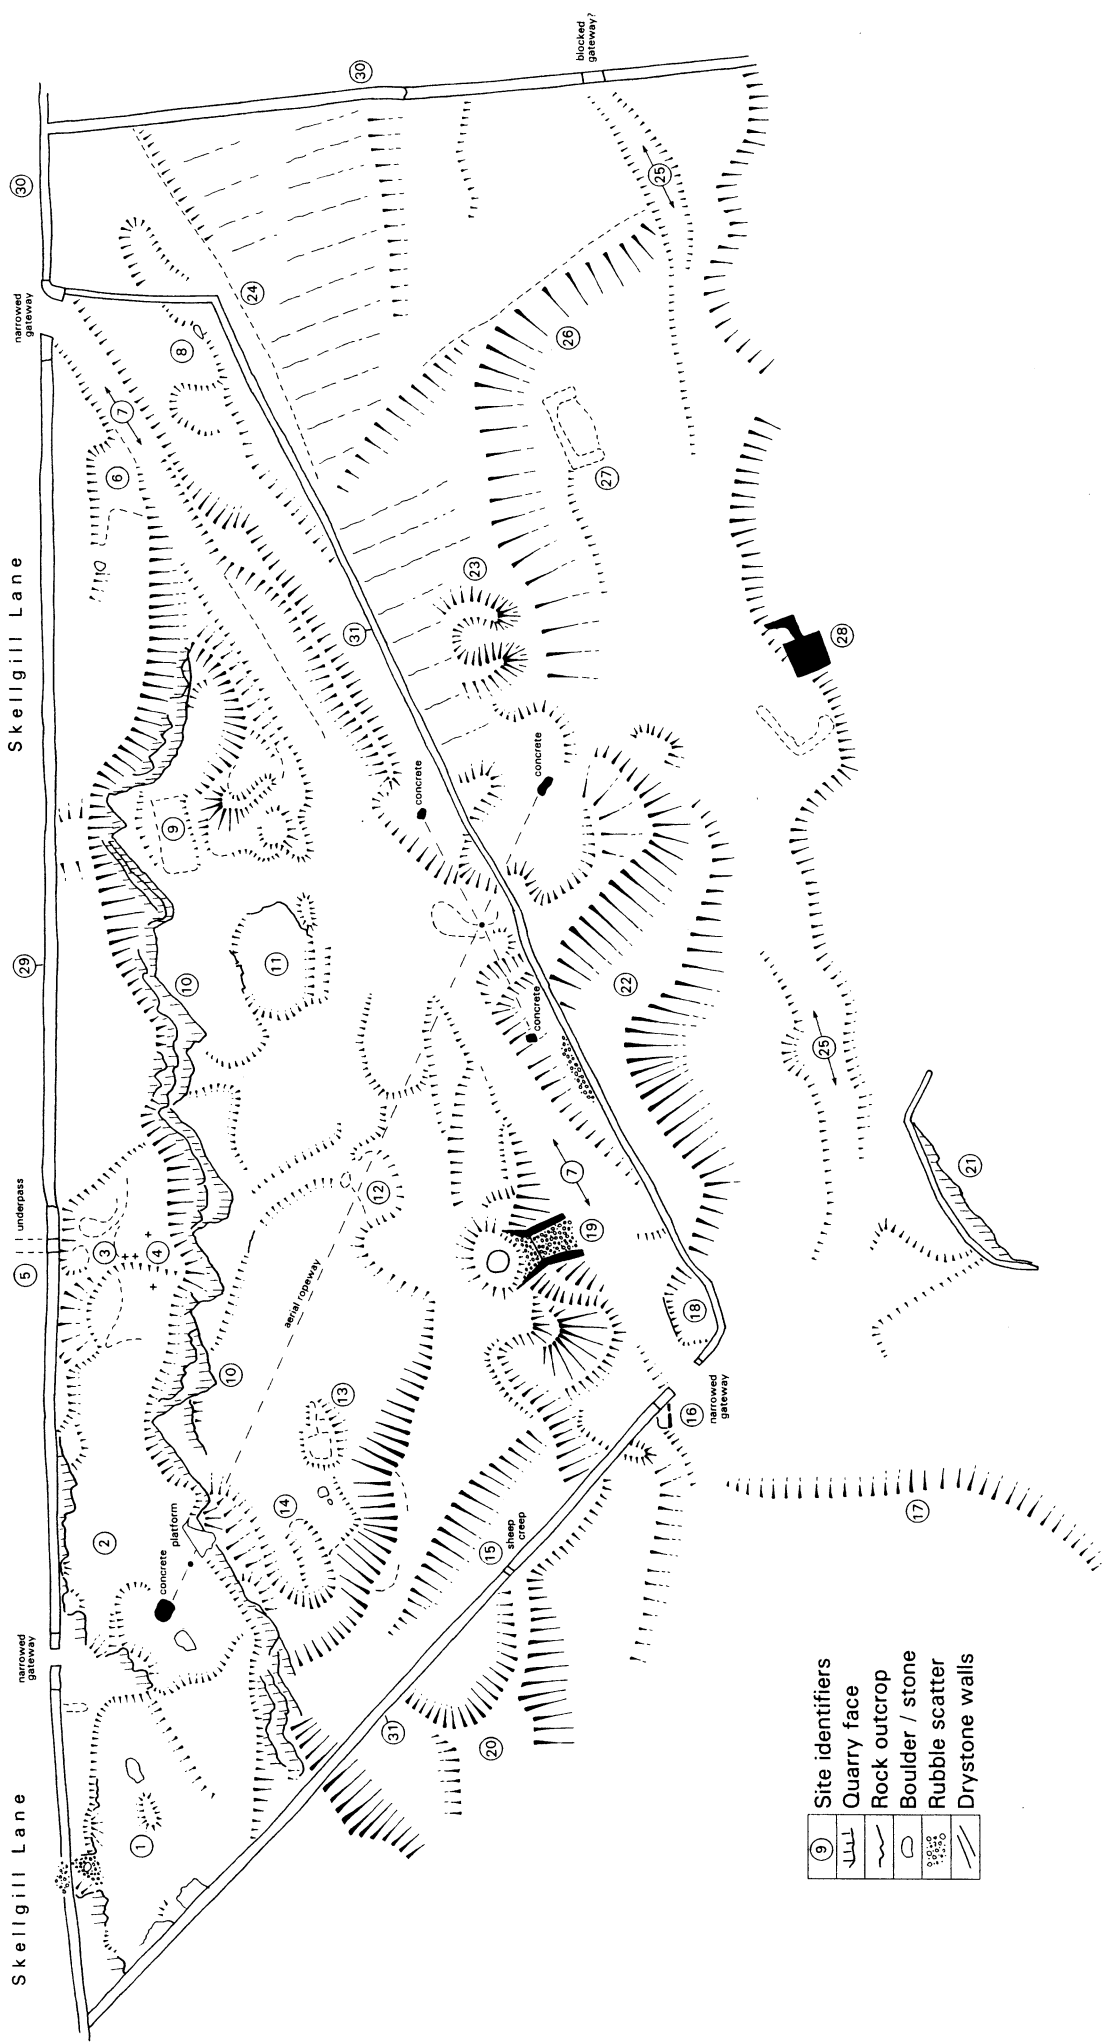 Skellgill Lane
Skellgill Lane
narrowed
gateway
5
underpass
29
narrowed
gateway
30
1
2
3
4
6
7
concrete
platform
10
9
8
10
11
24
14
13
aerial ropeway
12
31
30
31
concrete
20
15
sheep
creep
19
7
concrete
concrete
23
26
blocked
gateway?
16
narrowed
gateway
18
22
27
25
17
21
25
28
9
Site identifiers
Quarry face
Rock outcrop
Boulder / stone
Rubble scatter
Drystone walls